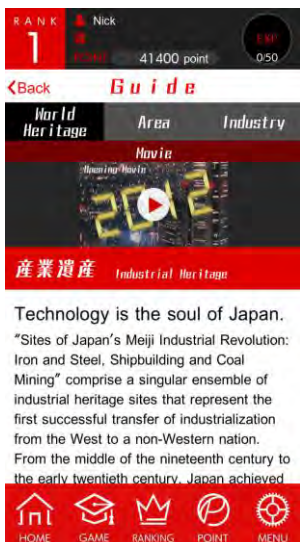 RANK
1
Nick
POINT
41400 point
EXP
0/50
Back
Guide
World Heritage
Area
Industry
Movie
Opening Movie
2012
産業遺産 Industrial Heritage
Technology is the soul of Japan.
"Sites of Japan's Meiji Industrial Revolution:
Iron and Steel, Shipbuilding and Coal
Mining" comprise a singular ensemble of
industrial heritage sites that represent the
first successful transfer of industrialization
from the West to a non-Western nation.
From the middle of the nineteenth century to
the early twentieth century, Japan achieved
HOME
GAME
RANKING
POINT
MENU